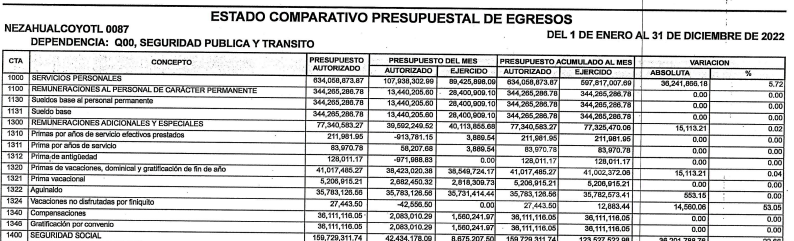 ESTADO COMPARATIVO PRESUPUESTAL DE EGRESOS
NEZAHUALCOYOTL 0087
DEL 1 DE ENERO AL 31 DE DICIEMBRE DE 2022
DEPENDENCIA: Q00, SEGURIDAD PUBLICA Y TRANSITO
CTA CONCEPTO PRESUPUESTO AUTORIZADO PRESUPUESTO DEL MES PRESUPUESTO ACUMULADO AL MES VARIACION
AUTORIZADO EJERCIDO AUTORIZADO EJERCIDO ABSOLUTA %
1000 SERVICIOS PERSONALES 634,058,873.87 107,938,302.99 89,425,898.09 634,058,873.87 597,817,007.69 36,241,866.18 5.72
1100 REMUNERACIONES AL PERSONAL DE CARÁCTER PERMANENTE 344,265,286.78 13,440,205.60 28,400,909.10 344,265,286.78 344,265,286.78 0.00 0.00
1130 Sueldos base al personal permanente 344,265,286.78 13,440,205.60 28,400,909.10 344,265,286.78 344,265,286.78 0.00 0.00
1131 Sueldo base 344,265,286.78 13,440,205.60 28,400,909.10 344,265,286.78 344,265,286.78 0.00 0.00
1300 REMUNERACIONES ADICIONALES Y ESPECIALES 77,340,583.27 39,592,249.52 40,113,855.68 77,340,583.27 77,325,470.06 15,113.21 0.02
1310 Primas por años de servicio efectivos prestados 211,981.95 -913,781.15 3,889.54 211,981.95 211,981.95 0.00 0.00
1311 Prima por años de servicio 83,970.78 58,207.68 3,889.54 83,970.78 83,970.78 0.00 0.00
1312 Prima de antigüedad 128,011.17 -971,988.83 0.00 128,011.17 128,011.17 0.00 0.00
1320 Primas de vacaciones, dominical y gratificación de fin de año 41,017,485.27 38,423,020.38 38,549,724.17 41,017,485.27 41,002,372.06 15,113.21 0.04
1321 Prima vacacional 5,206,915.21 2,682,450.32 2,818,309.73 5,206,915.21 5,206,915.21 0.00 0.00
1322 Aguinaldo 35,783,126.56 35,783,126.56 35,731,414.44 35,783,126.56 35,782,573.41 553.15 0.00
1324 Vacaciones no disfrutadas por finiquito 27,443.50 -42,556.50 0.00 27,443.50 12,883.44 14,560.06 53.05
1340 Compensaciones 36,111,116.05 2,083,010.29 1,560,241.97 36,111,116.05 36,111,116.05 0.00 0.00
1346 Gratificación por convenio 36,111,116.05 2,083,010.29 1,560,241.97 36,111,116.05 36,111,116.05 0.00 0.00
1400 SEGURIDAD SOCIAL 159,729,311.74 42,434,178.09 8,675,207.50 159,729,311.74 123,527,522.98 36,201,788.76